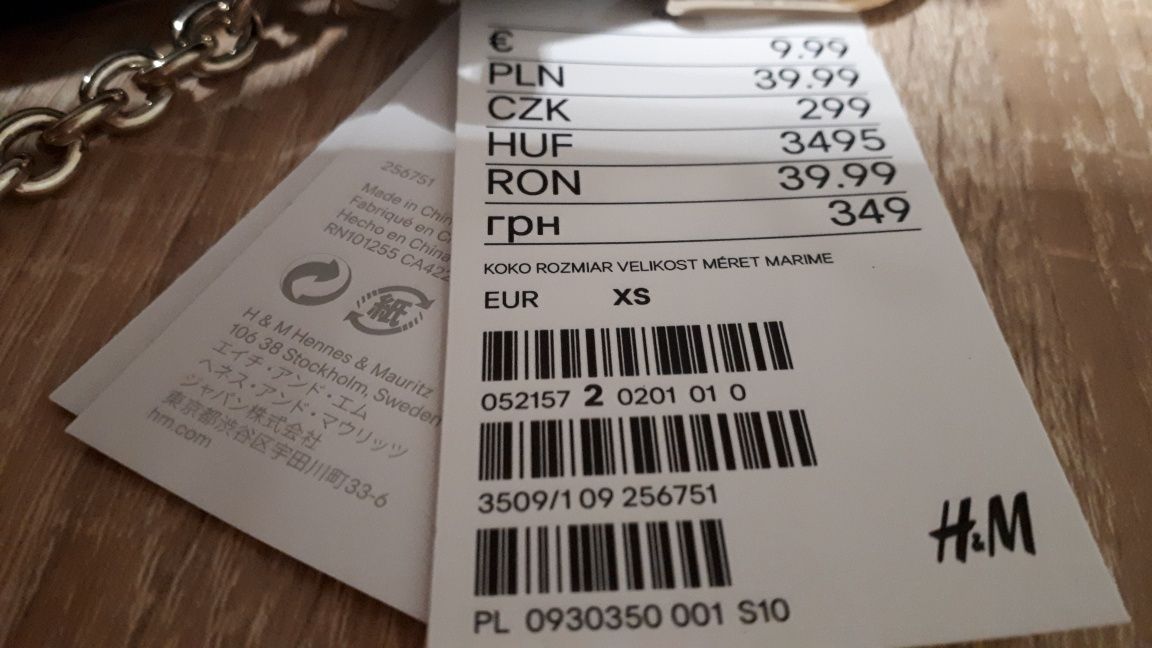 € 9.99
PLN 39.99
CZK 299
HUF 3495
RON 39.99
грн 349
KOKO ROZMIAR VELIKOST MÉRET MARIME
EUR XS
052157 2 0201 01 0
3509/1 09 256751
PL 0930350 001 S10
H&M
256751
Made in Chin
Fabriqué en C
Hecho en China
RN101255 CA422
紙
H & M Hennes & Mauritz
106 38 Stockholm, Sweden
エイチ・アンド・エム
ヘネス・アンド・マウリッツ
ジャパン株式会社
東京都渋谷区宇田川町33-6
hm.com